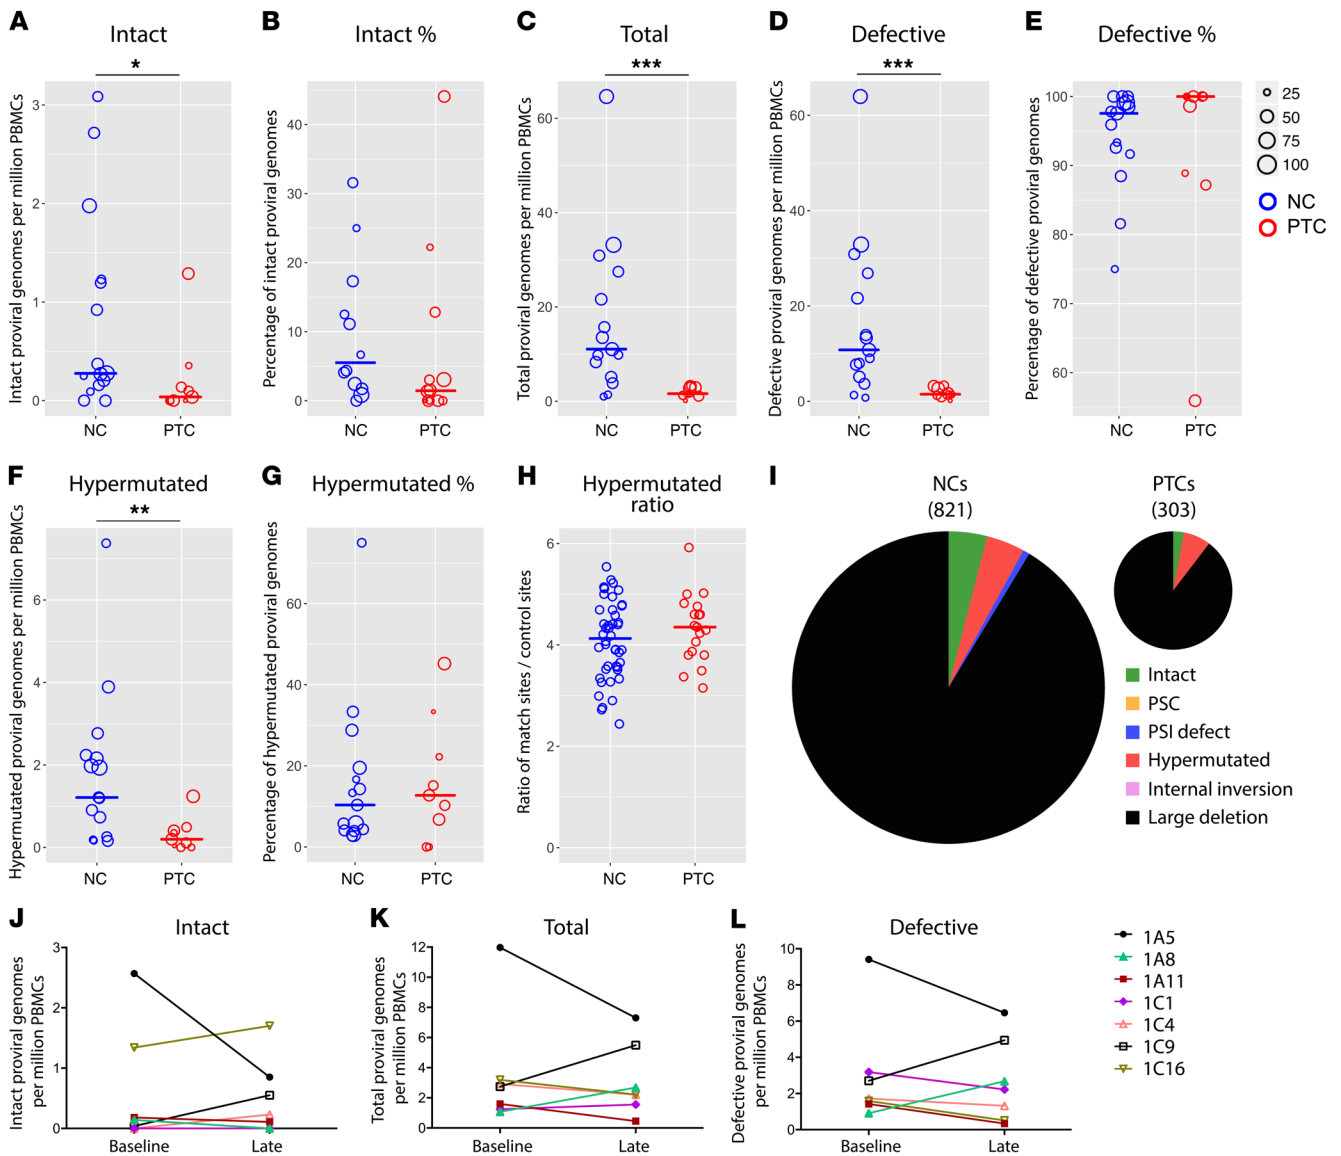 A
Intact
*
Intact proviral genomes per million PBMCs
3
2
1
0
NC
PTC
B
Intact %
Percentage of intact proviral genomes
40
30
20
10
0
NC
PTC
C
Total
***
Total proviral genomes per million PBMCs
60
40
20
0
NC
PTC
D
Defective
***
Defective proviral genomes per million PBMCs
60
40
20
0
NC
PTC
E
Defective %
Percentage of defective proviral genomes
100
90
80
70
60
NC
PTC
25
50
75
100
NC
PTC
F
Hypermutated
**
Hypermutated proviral genomes per million PBMCs
6
4
2
0
NC
PTC
G
Hypermutated %
Percentage of hypermutated proviral genomes
60
40
20
0
NC
PTC
H
Hypermutated
ratio
Ratio of match sites / control sites
6
4
2
0
NC
PTC
I
NCs
(821)
PTCs
(303)
Intact
PSC
PSI defect
Hypermutated
Internal inversion
Large deletion
J
Intact
Intact proviral genomes
per million PBMCs
3
2
1
0
Baseline
Late
K
Total
Total proviral genomes
per million PBMCs
12
10
8
6
4
2
0
Baseline
Late
L
Defective
Defective proviral genomes
per million PBMCs
10
8
6
4
2
0
Baseline
Late
1A5
1A8
1A11
1C1
1C4
1C9
1C16